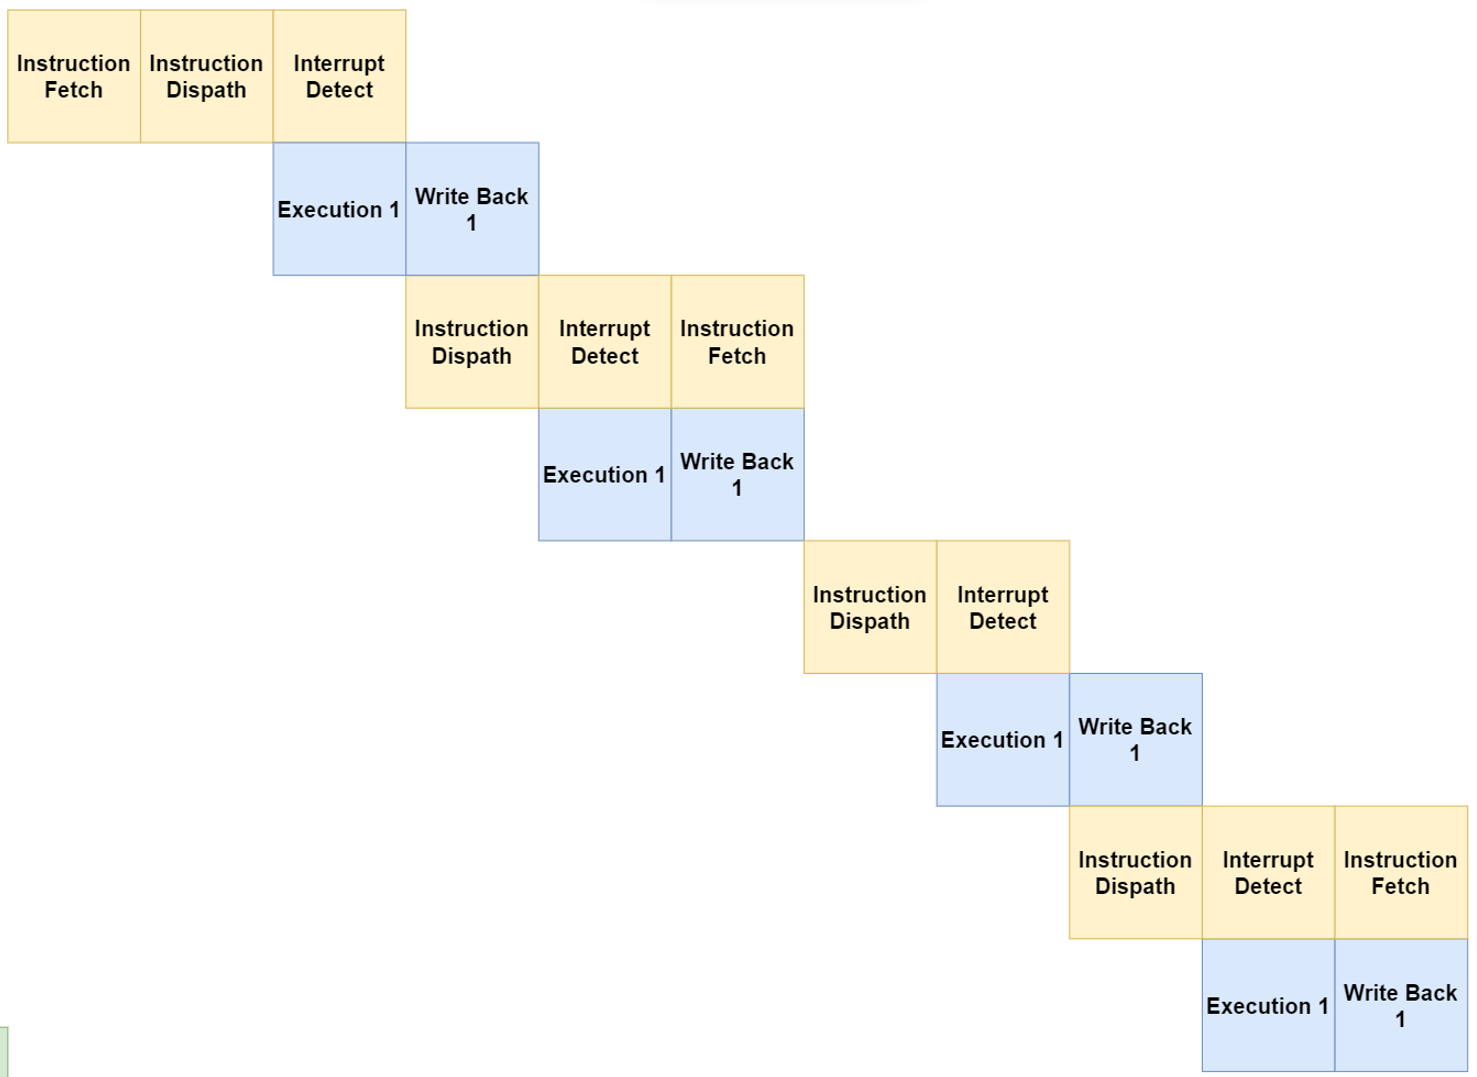 Instruction
Fetch
Instruction
Dispath
Interrupt
Detect
Execution 1
Write Back
1
Instruction
Dispath
Interrupt
Detect
Instruction
Fetch
Execution 1
Write Back
1
Instruction
Dispath
Interrupt
Detect
Execution 1
Write Back
1
Instruction
Dispath
Interrupt
Detect
Instruction
Fetch
Execution 1
Write Back
1